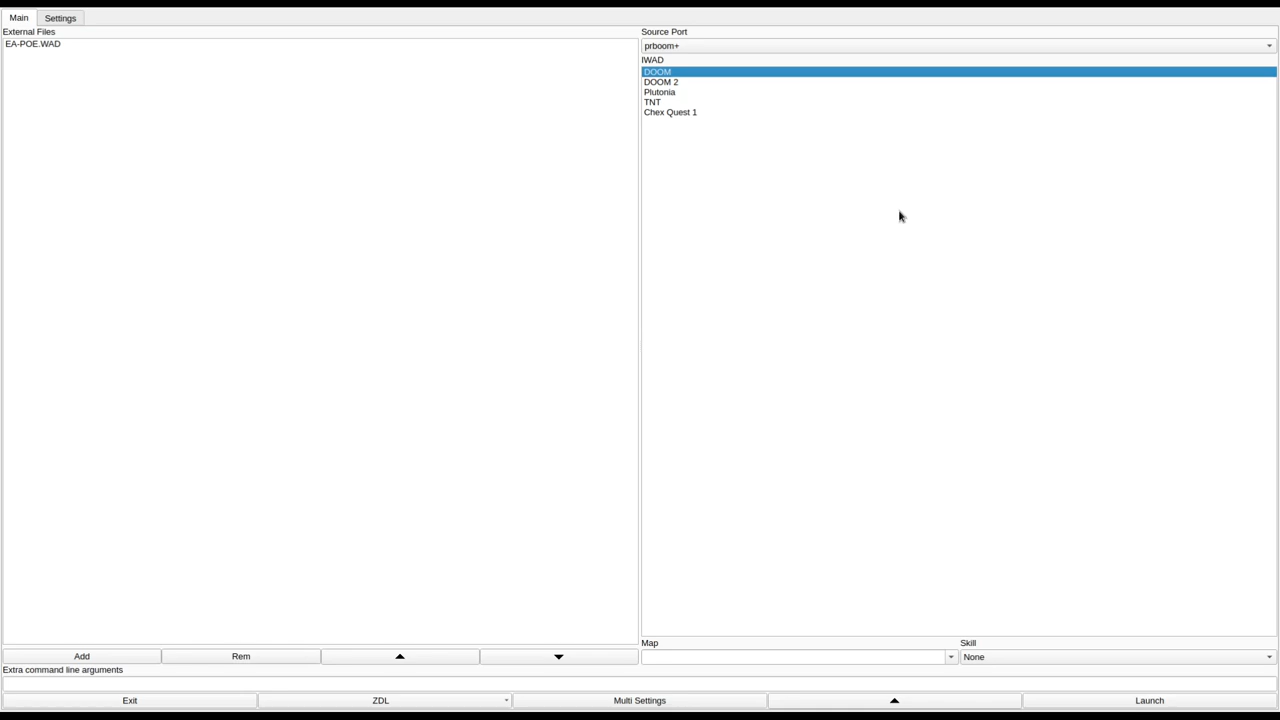 Main
Settings
External Files
EA-POE.WAD
Source Port
prboom+
IWAD
DOOM
DOOM 2
Plutonia
TNT
Chex Quest 1
Map
Skill
None
Add
Rem
Extra command line arguments
Exit
ZDL
Multi Settings
Launch